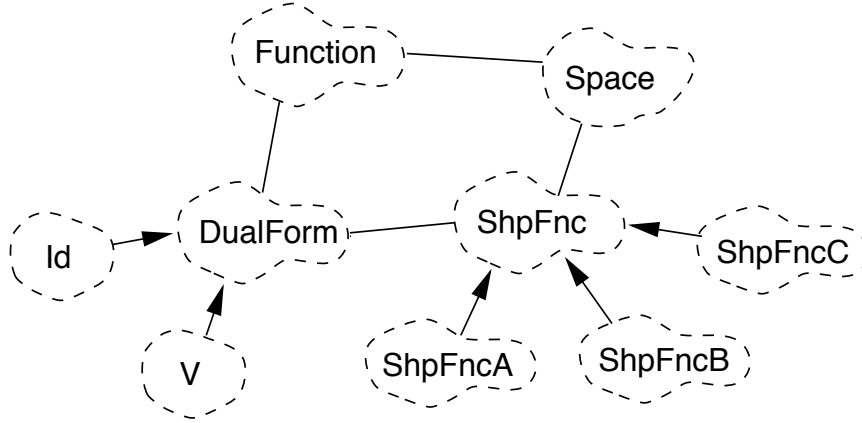 Function
Space
DualForm
ShpFnc
Id
ShpFncC
V
ShpFncA
ShpFncB